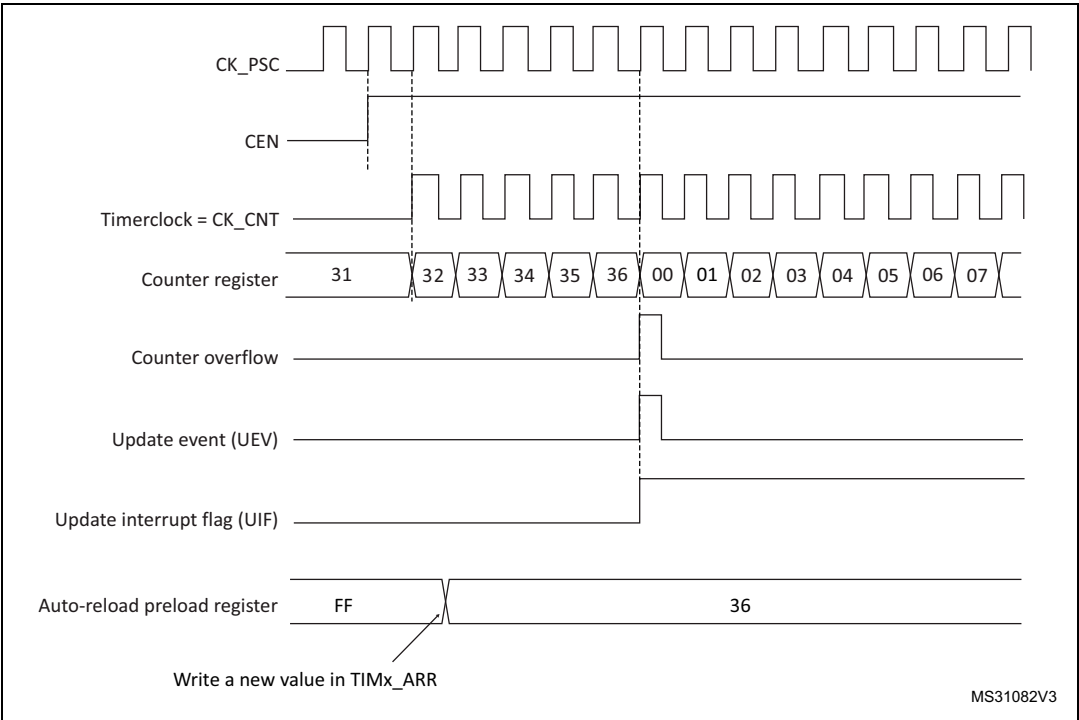 CK_PSC
CEN
Timerclock = CK_CNT
Counter register 31 32 33 34 35 36 00 01 02 03 04 05 06 07
Counter overflow
Update event (UEV)
Update interrupt flag (UIF)
Auto-reload preload register FF 36
Write a new value in TIMx_ARR
MS31082V3